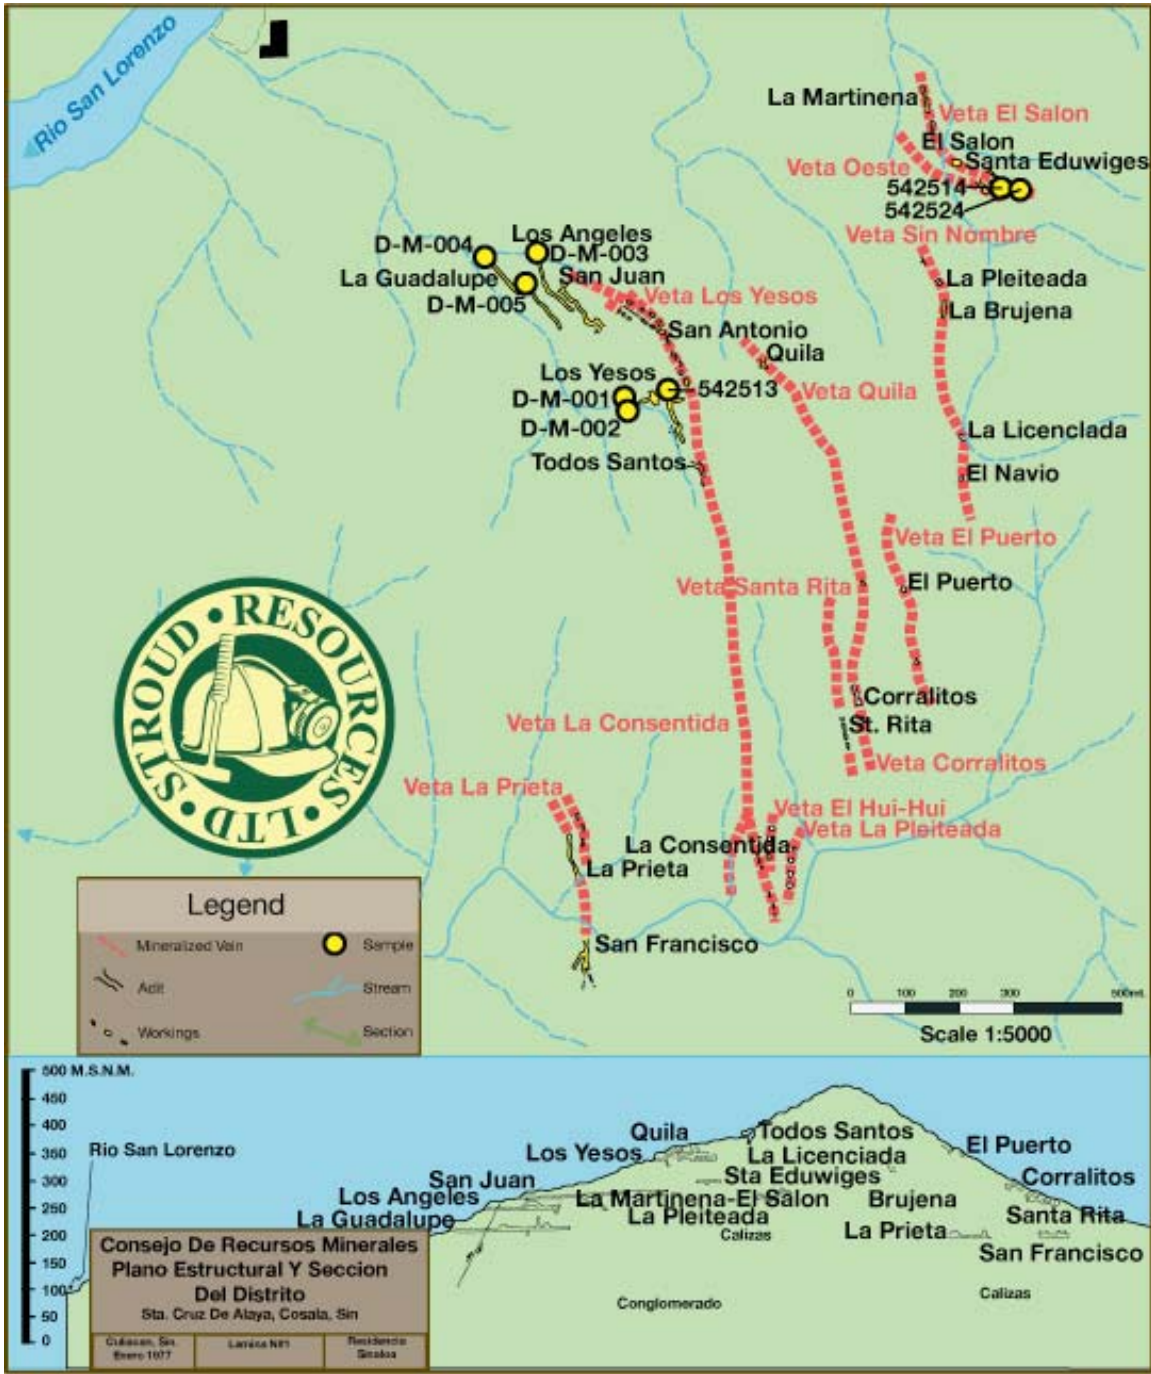 Rio San Lorenzo
La Martinena
Veta El Salon
El Salon
Santa Eduwiges
Veta Oeste
542514
542524
Veta Sin Nombre
D-M-004
Los Angeles
D-M-003
La Guadalupe
San Juan
D-M-005
Veta Los Yesos
La Pleiteada
La Brujena
San Antonio
Quila
Los Yesos
542513
Veta Quila
D-M-001
D-M-002
La Licenclada
Todos Santos
El Navio
Veta El Puerto
Veta Santa Rita
El Puerto
STROUD • RESOURCES • LTD •
Corralitos
Veta La Consentida
St. Rita
Veta Corralitos
Veta La Prieta
Veta El Hui-Hui
Veta La Pleiteada
La Consentida
La Prieta
San Francisco
Legend
Mineralized Vein
Sample
Adit
Stream
Workings
Section
0 100 200 300 500mt.
Scale 1:5000
500 M.S.N.M.
450
400
350
300
250
200
150
100
50
0
Rio San Lorenzo
Quila
Todos Santos
El Puerto
Los Yesos
La Licenciada
San Juan
Sta Eduwiges
Corralitos
Los Angeles
La Martinena-El Salon
Brujena
La Guadalupe
La Pleiteada
Santa Rita
Calizas
La Prieta
San Francisco
Conglomerado
Calizas
Consejo De Recursos Minerales
Plano Estructural Y Seccion
Del Distrito
Sta. Cruz De Alaya, Cosala, Sin
Culiacan, Sin.
Enero 1977
Lamina Nº1
Residencia
Sinaloa